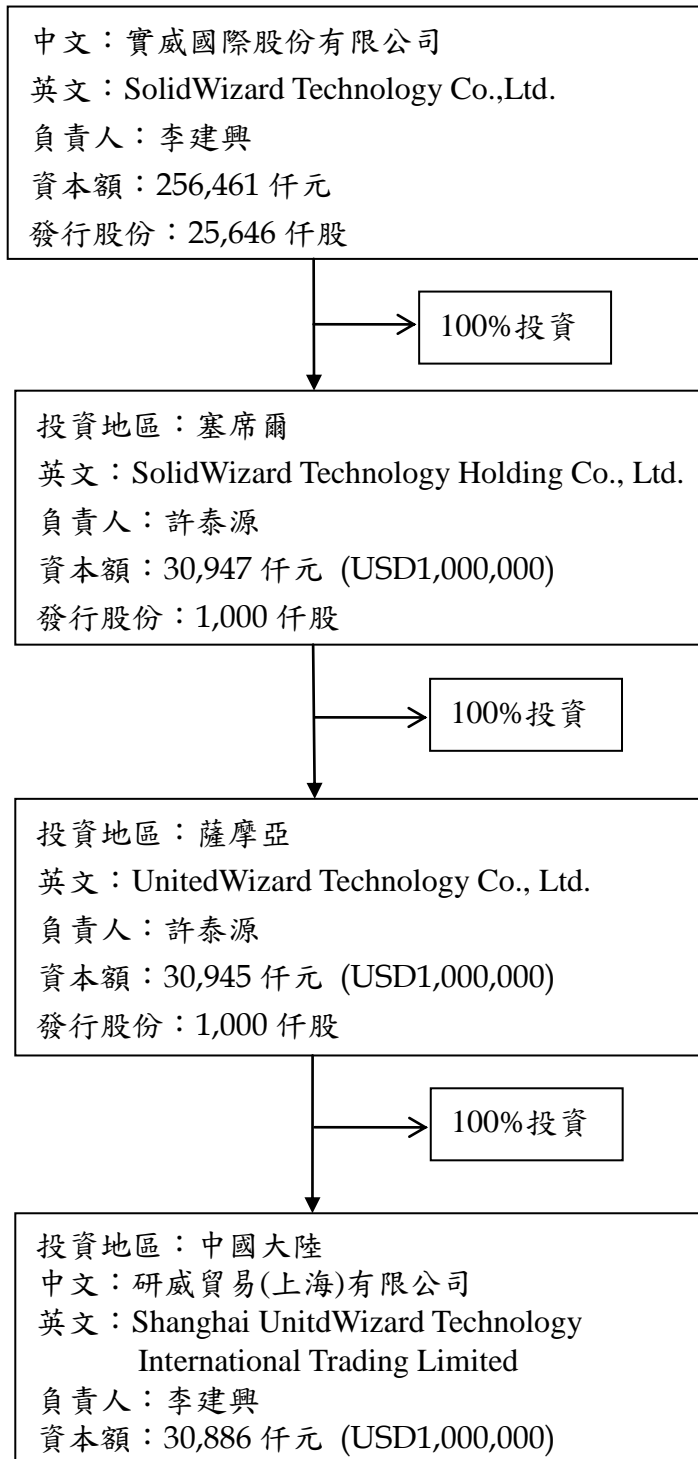 中文：實威國際股份有限公司
英文：SolidWizard Technology Co.,Ltd.
負責人：李建興
資本額：256,461 仟元
發行股份：25,646 仟股
100%投資
投資地區：塞席爾
英文：SolidWizard Technology Holding Co., Ltd.
負責人：許泰源
資本額：30,947 仟元 (USD1,000,000)
發行股份：1,000 仟股
100%投資
投資地區：薩摩亞
英文：UnitedWizard Technology Co., Ltd.
負責人：許泰源
資本額：30,945 仟元 (USD1,000,000)
發行股份：1,000 仟股
100%投資
投資地區：中國大陸
中文：研威貿易(上海)有限公司
英文：Shanghai UnitdWizard Technology
International Trading Limited
負責人：李建興
資本額：30,886 仟元 (USD1,000,000)